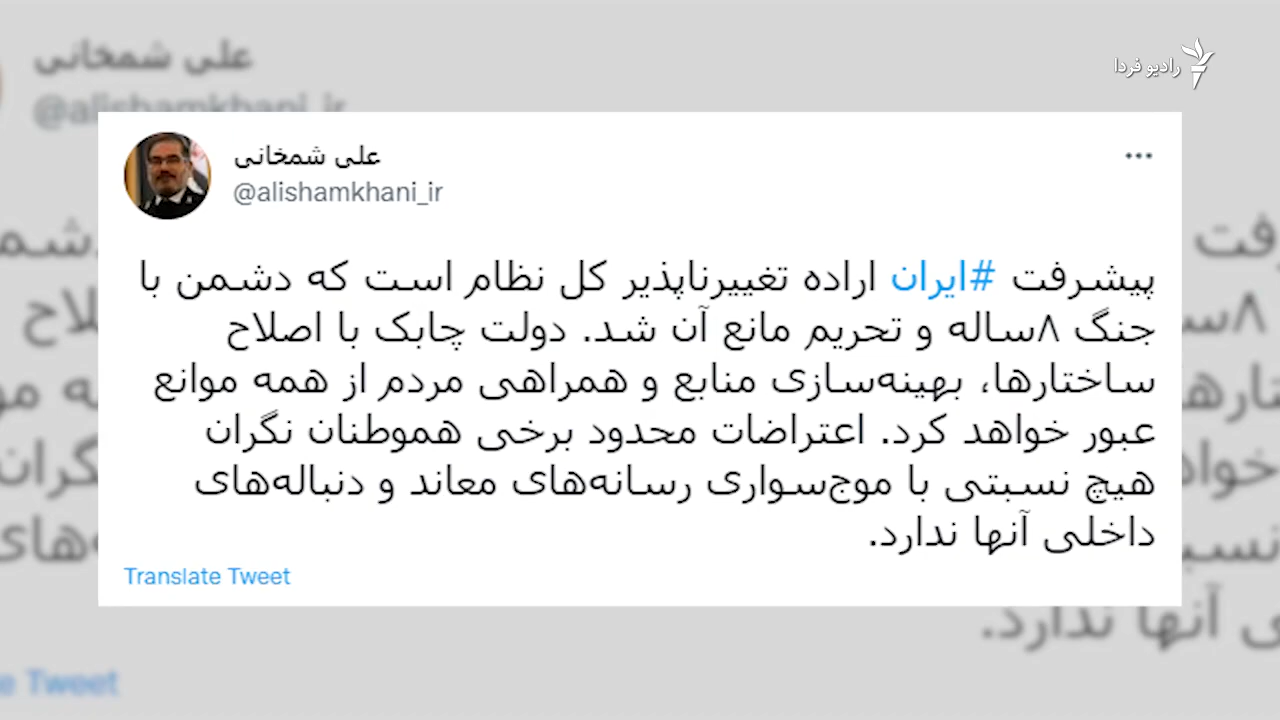 رادیو فردا
علی شمخانی
@alishamkhani_ir
علی شمخانی
@alishamkhani_ir
پیشرفت #ایران اراده تغییرناپذیر کل نظام است که دشمن با
جنگ ۸ساله و تحریم مانع آن شد. دولت چابک با اصلاح
ساختارها، بهینه‌سازی منابع و همراهی مردم از همه موانع
عبور خواهد کرد. اعتراضات محدود برخی هموطنان نگران
هیچ نسبتی با موج‌سواری رسانه‌های معاند و دنباله‌های
داخلی آنها ندارد.
Translate Tweet